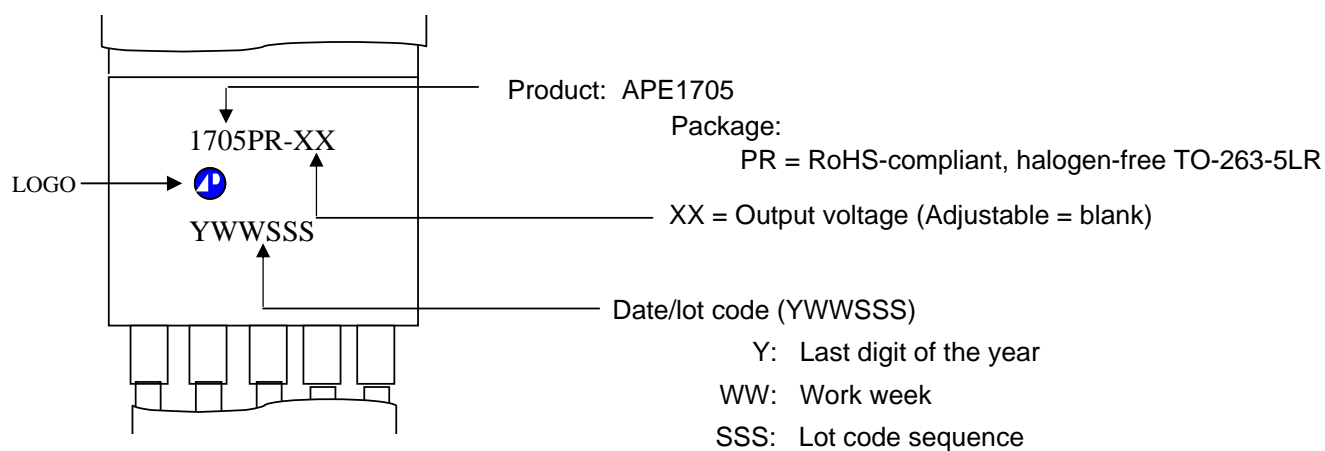 Product: APE1705
Package:
1705PR-XX
PR = RoHS-compliant, halogen-free TO-263-5LR
LOGO
AP
XX = Output voltage (Adjustable = blank)
YWWSSS
Date/lot code (YWWSSS)
Y: Last digit of the year
WW: Work week
SSS: Lot code sequence